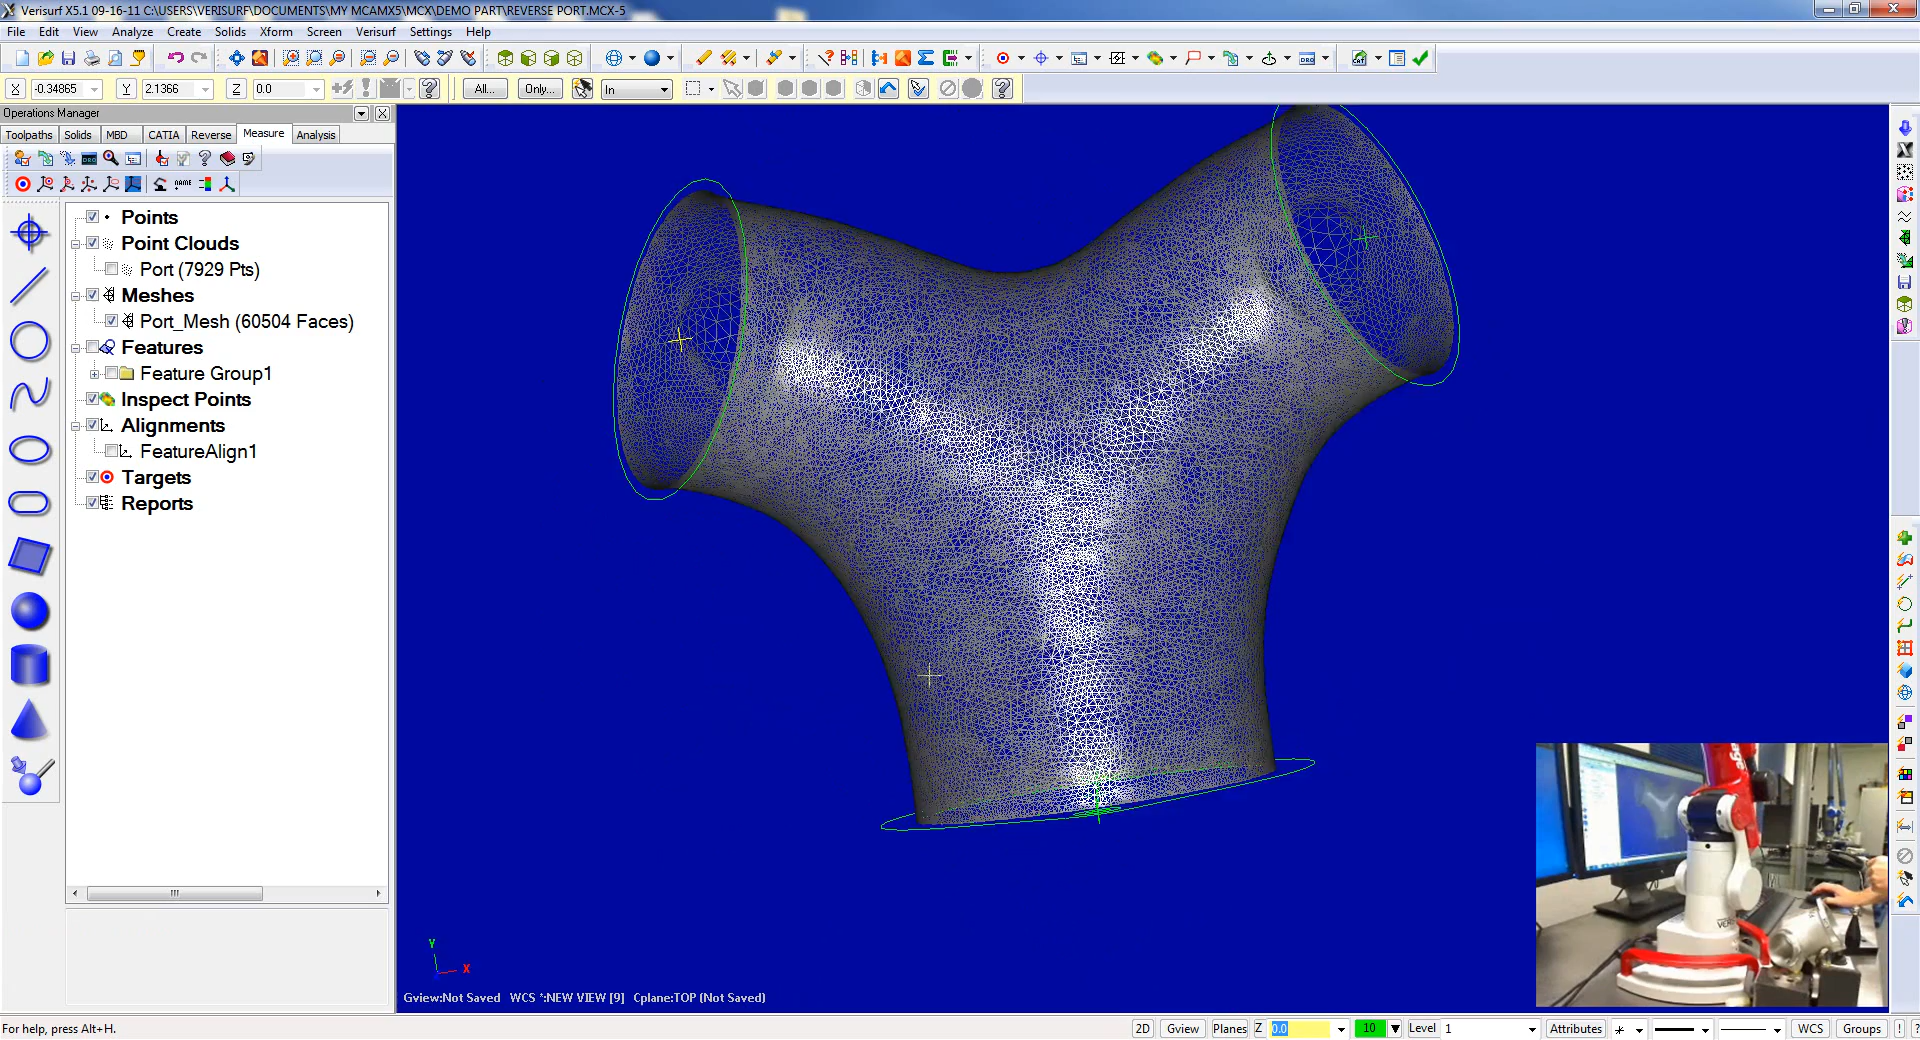 Verisurf X5.1 09-16-11 C:\USERS\VERISURF\DOCUMENTS\MY MCAMX5\MCX\DEMO PART\REVERSE PORT.MCX-5
File Edit View Analyze Create Solids Xform Screen Verisurf Settings Help
X -0.34865 Y 2.1366 Z 0.0 All... Only... In
Operations Manager
Toolpaths Solids MBD CATIA Reverse Measure Analysis
NAME
Points
Point Clouds
Port (7929 Pts)
Meshes
Port_Mesh (60504 Faces)
Features
Feature Group1
Inspect Points
Alignments
FeatureAlign1
Targets
Reports
Y
X
Gview:Not Saved WCS *:NEW VIEW [9] Cplane:TOP (Not Saved)
For help, press Alt+H.
2D Gview Planes Z 0.0 10 Level 1 Attributes WCS Groups ! ?